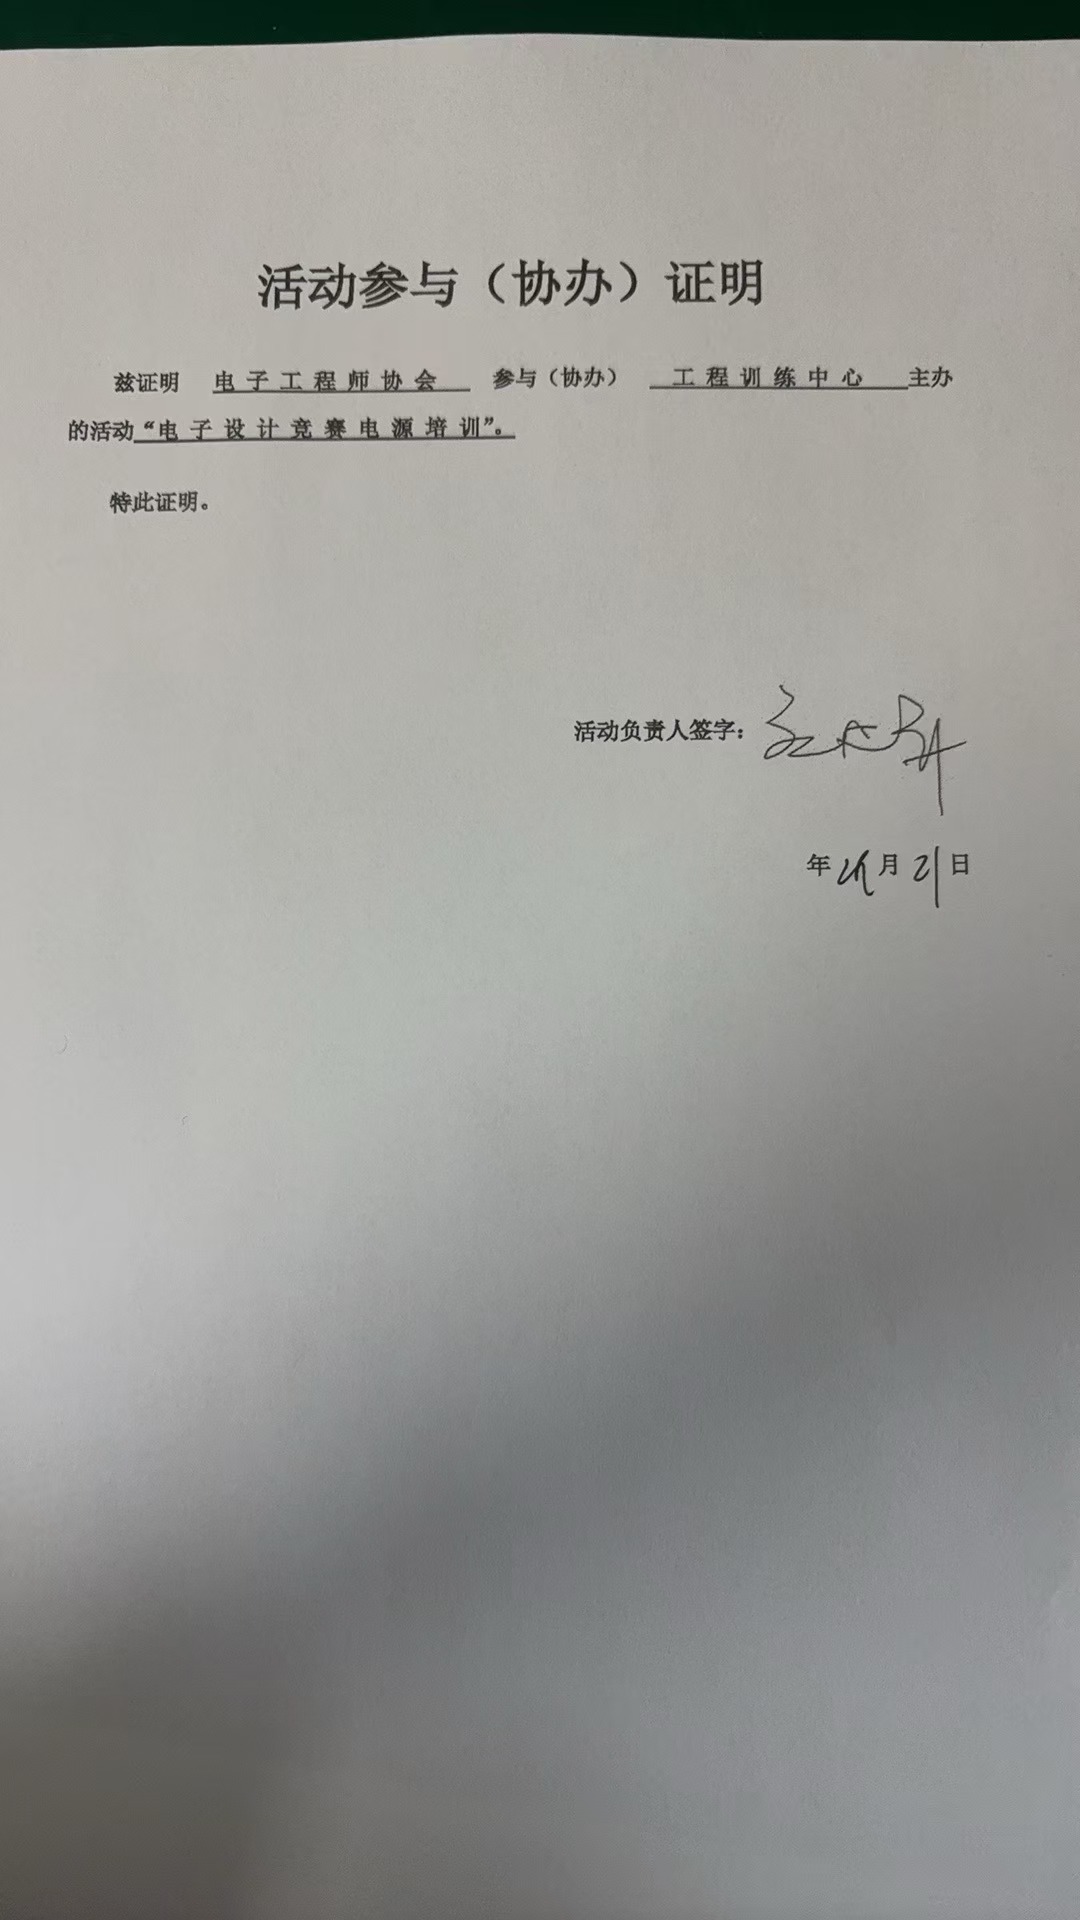 活动参与（协办）证明
兹证明 电子工程师协会 参与（协办） 工程训练中心 主办
的活动“电子设计竞赛电源培训”。
特此证明。
活动负责人签字：
年 月 21 日